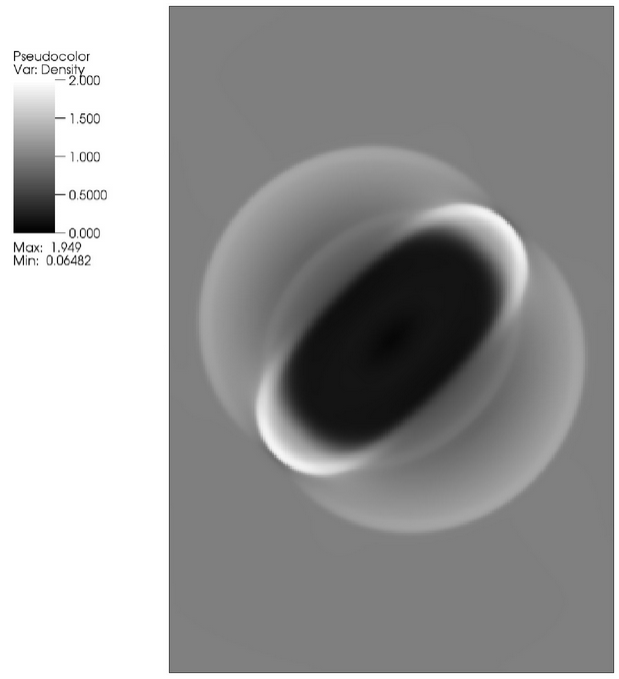 Pseudocolor
Var: Density
2.000
1.500
1.000
0.5000
0.000
Max: 1.949
Min: 0.06482